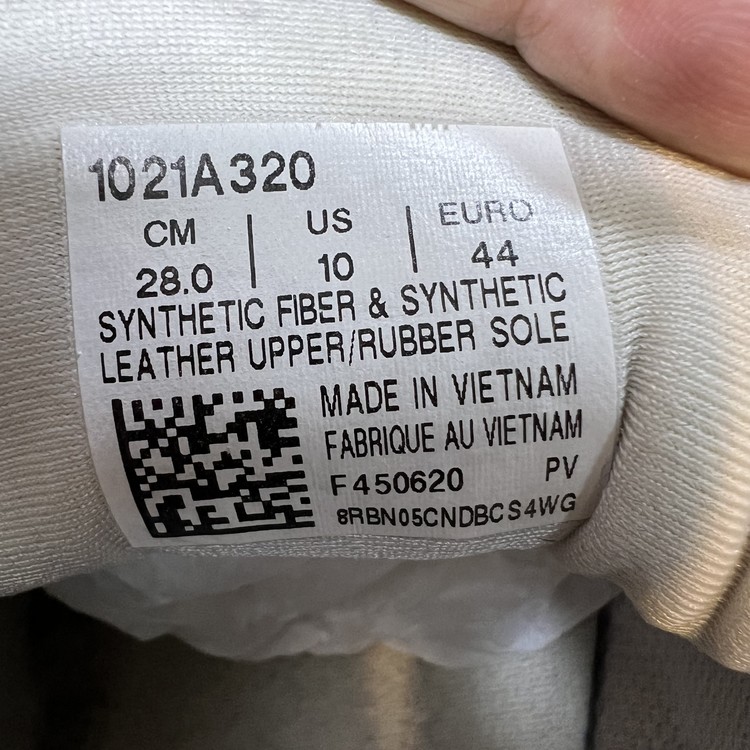 1021A320
CM | US | EURO
28.0 | 10 | 44
SYNTHETIC FIBER & SYNTHETIC
LEATHER UPPER/RUBBER SOLE
MADE IN VIETNAM
FABRIQUE AU VIETNAM
F450620 PV
8RBN05CNDBCS4WG